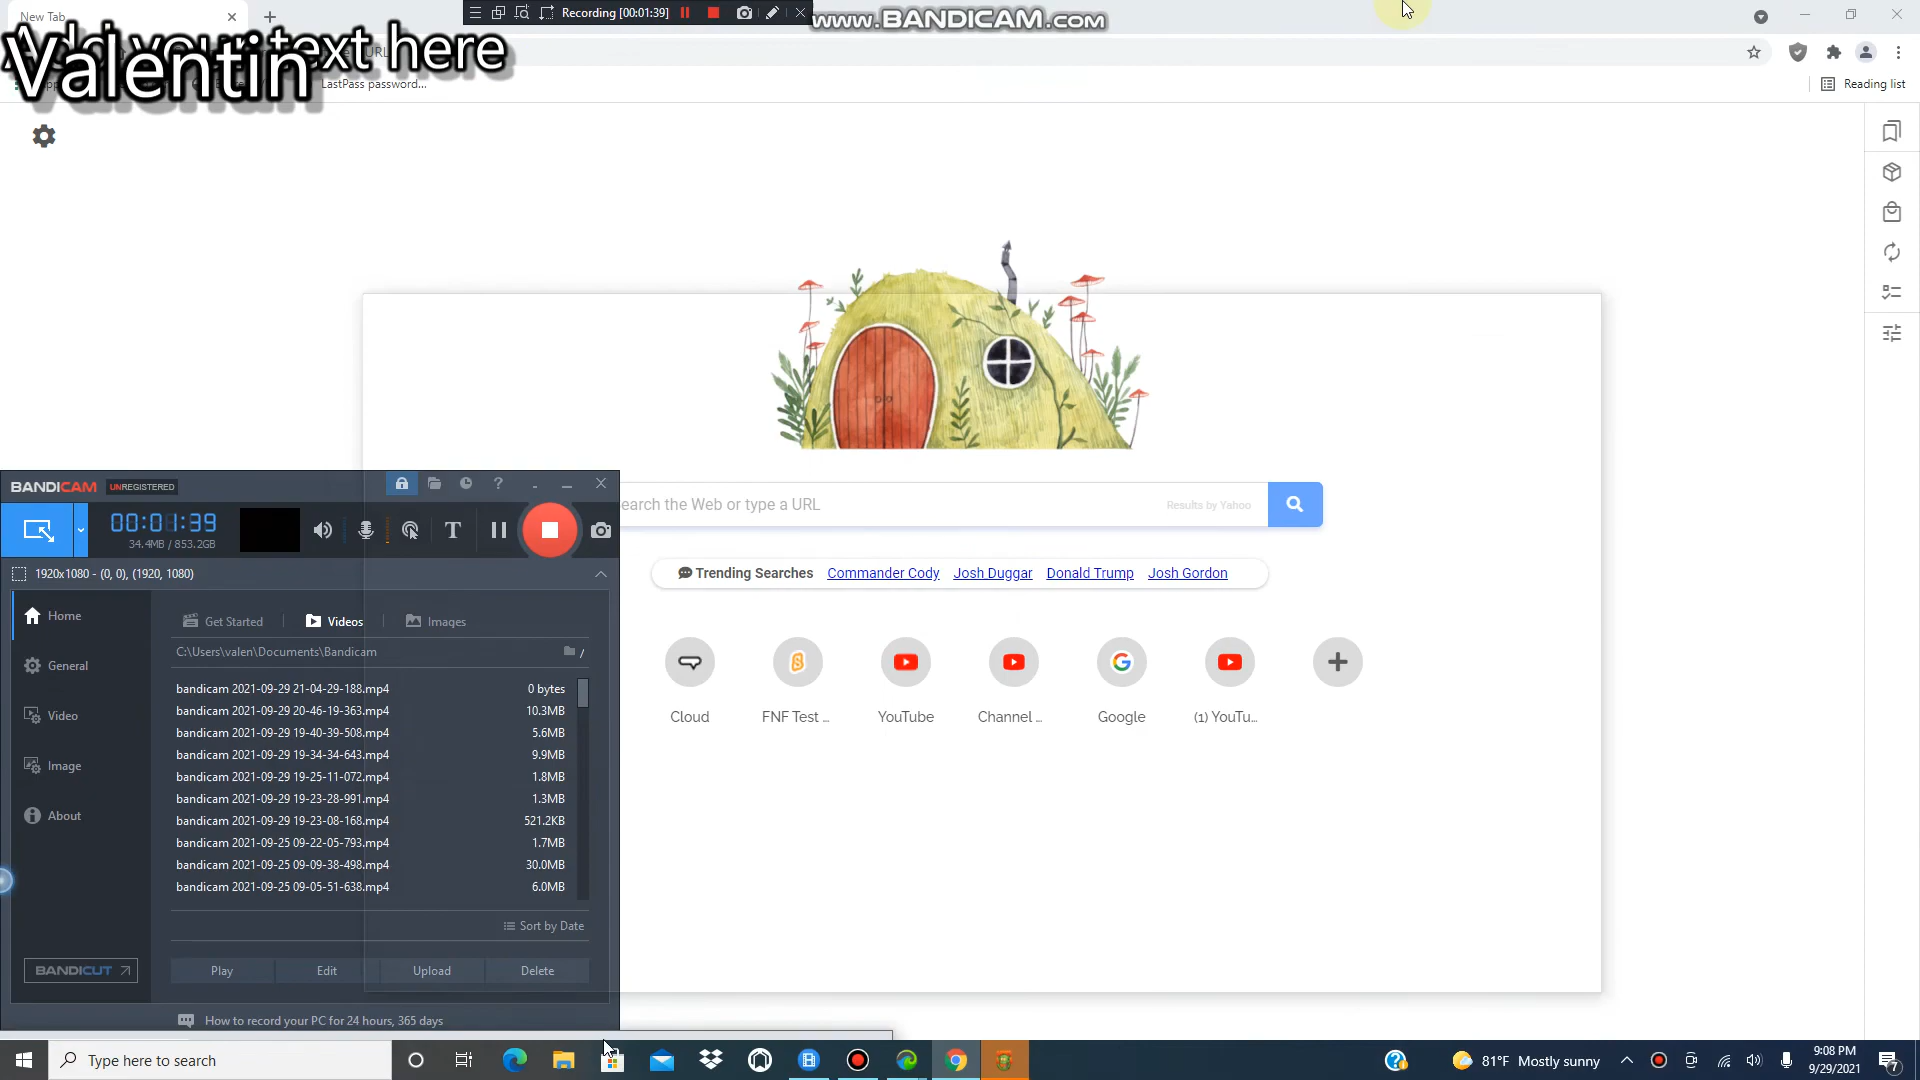 New Tab
Recording [00:01:39]
www.BANDICAM.com
Add your text here
Valentin
URL
LastPass password...
Reading list
BANDICAM
UNREGISTERED
00:01:39
34.4MB / 853.2GB
1920x1080 - (0, 0), (1920, 1080)
Home
General
Video
Image
About
BANDICUT
Get Started
Videos
Images
C:\Users\valen\Documents\Bandicam
/
bandicam 2021-09-29 21-04-29-188.mp4 0 bytes
bandicam 2021-09-29 20-46-19-363.mp4 10.3MB
bandicam 2021-09-29 19-40-39-508.mp4 5.6MB
bandicam 2021-09-29 19-34-34-643.mp4 9.9MB
bandicam 2021-09-29 19-25-11-072.mp4 1.8MB
bandicam 2021-09-29 19-23-28-991.mp4 1.3MB
bandicam 2021-09-29 19-23-08-168.mp4 521.2KB
bandicam 2021-09-25 09-22-05-793.mp4 1.7MB
bandicam 2021-09-25 09-09-38-498.mp4 30.0MB
bandicam 2021-09-25 09-05-51-638.mp4 6.0MB
Sort by Date
Play Edit Upload Delete
How to record your PC for 24 hours, 365 days
earch the Web or type a URL
Results by Yahoo
Trending Searches Commander Cody Josh Duggar Donald Trump Josh Gordon
Cloud
FNF Test ...
YouTube
Channel ...
Google
(1) YouTu...
Type here to search
81°F Mostly sunny
9:08 PM
9/29/2021
7